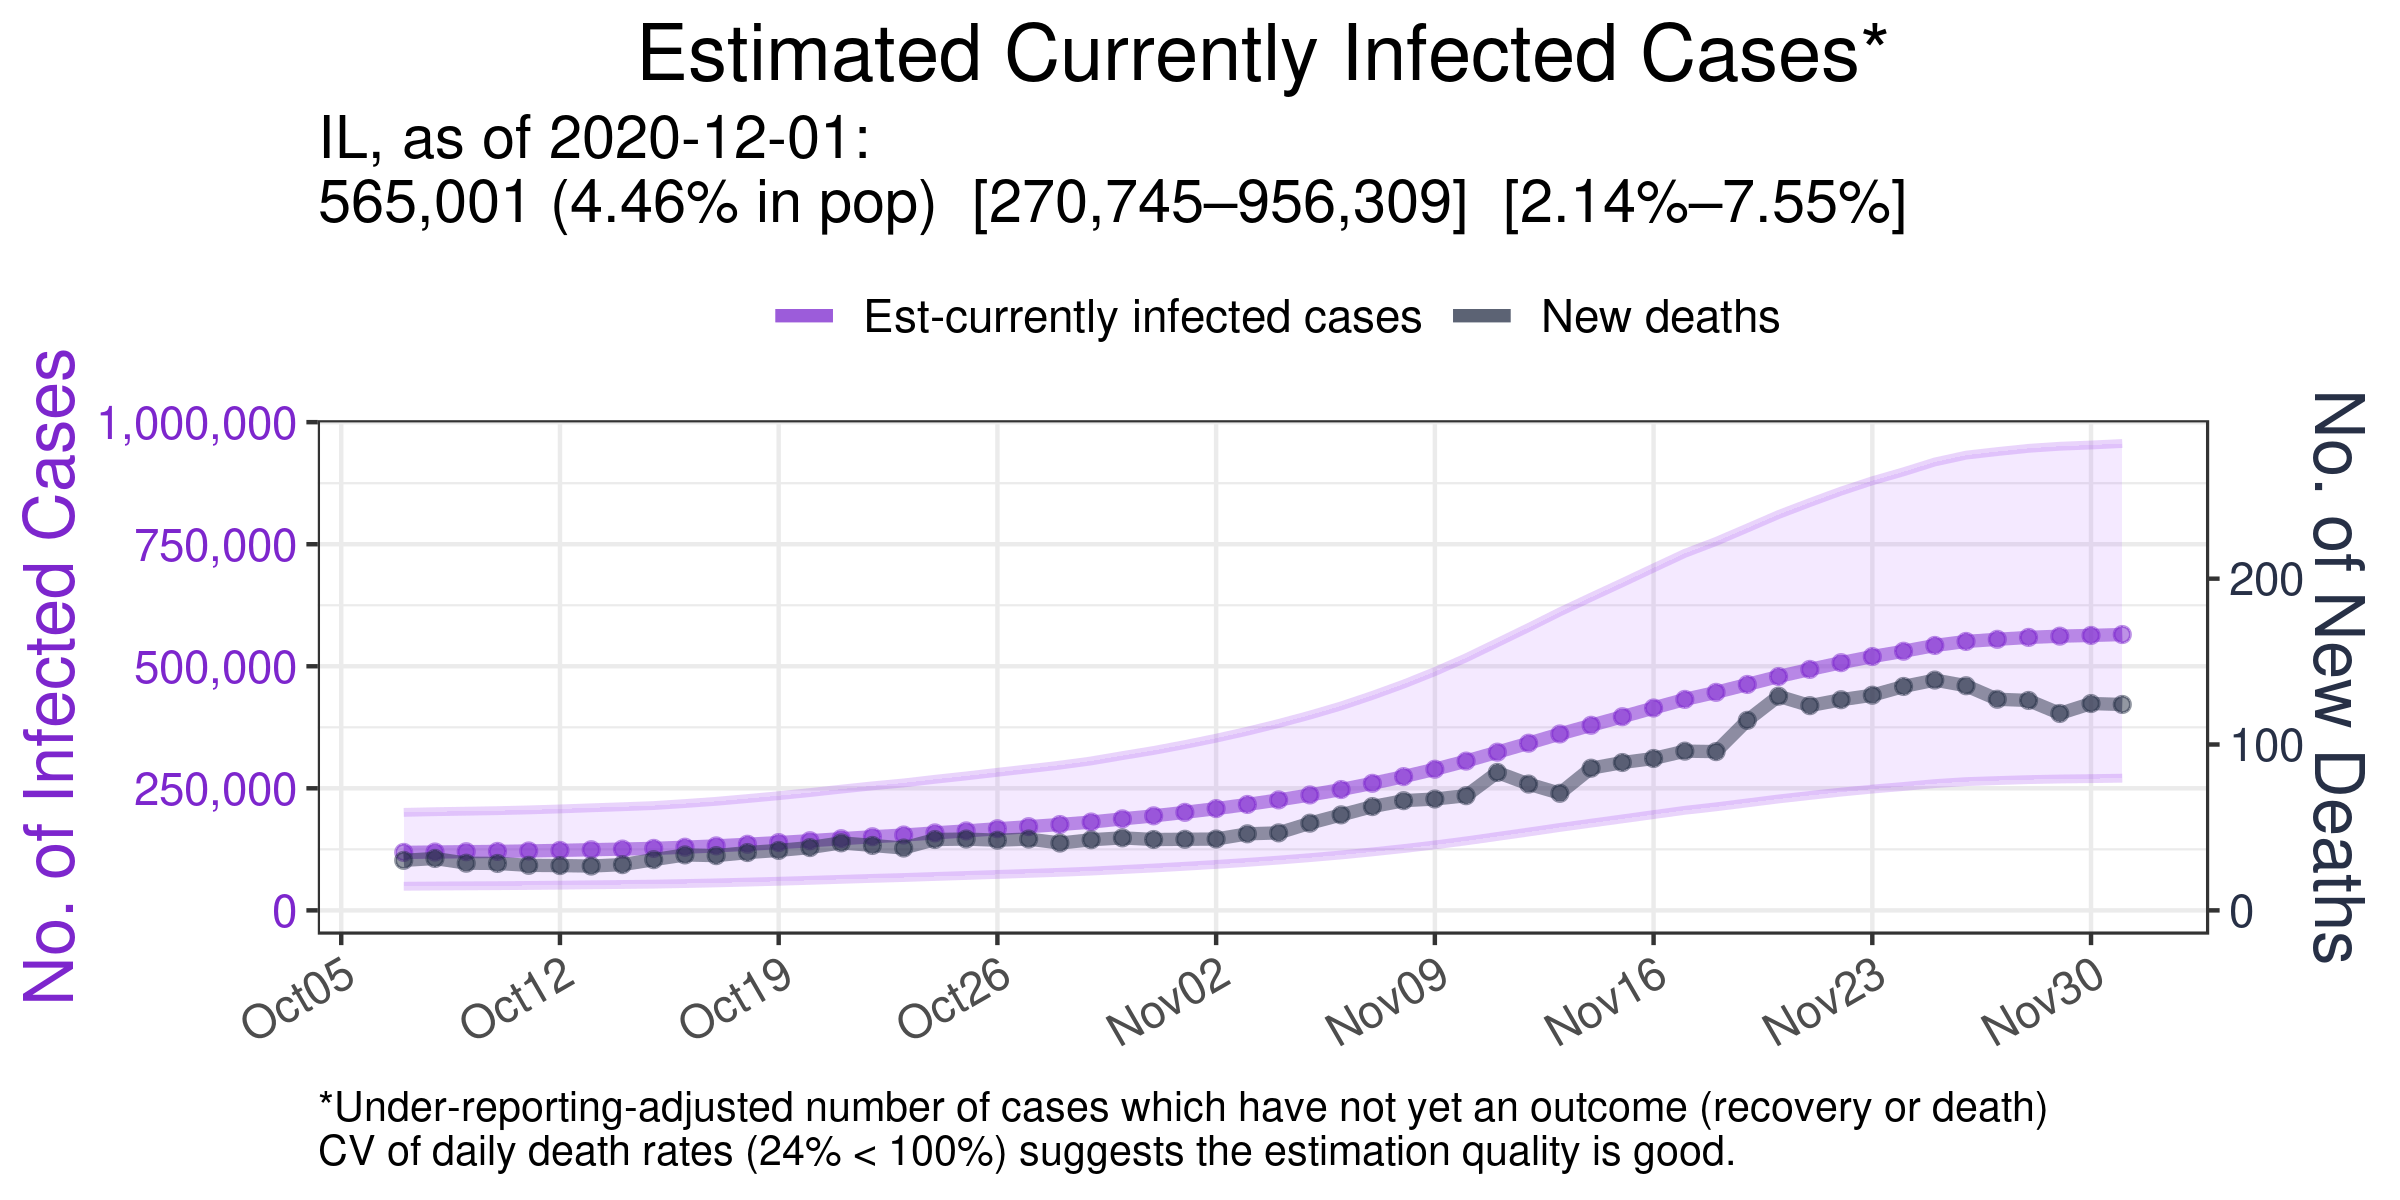 Estimated Currently Infected Cases*
IL, as of 2020-12-01:
565,001 (4.46% in pop) [270,745–956,309] [2.14%–7.55%]
Est-currently infected cases
New deaths
No. of Infected Cases
1,000,000
750,000
500,000
250,000
0
No. of New Deaths
200
100
0
Oct05
Oct12
Oct19
Oct26
Nov02
Nov09
Nov16
Nov23
Nov30
*Under-reporting-adjusted number of cases which have not yet an outcome (recovery or death)
CV of daily death rates (24% < 100%) suggests the estimation quality is good.